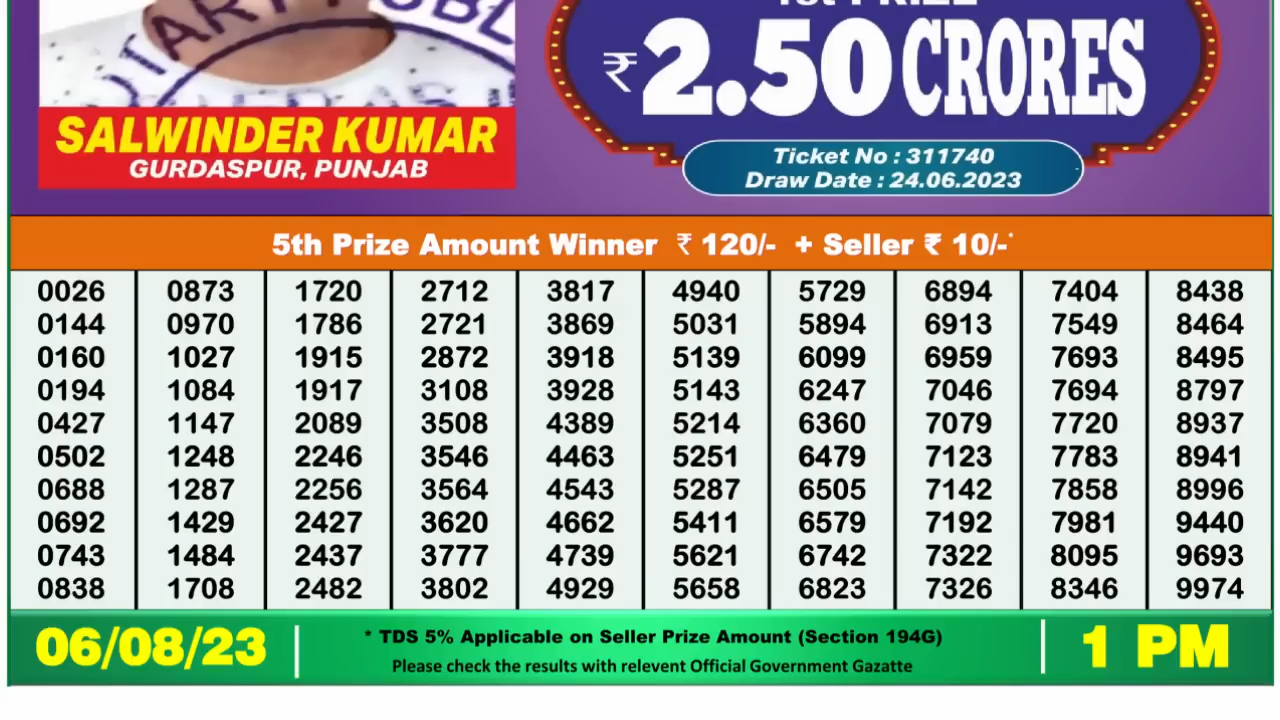 1st PRIZE
₹ 2.50 CRORES
SALWINDER KUMAR
GURDASPUR, PUNJAB
Ticket No : 311740
Draw Date : 24.06.2023
5th Prize Amount Winner ₹ 120/- + Seller ₹ 10/-*
0026 0873 1720 2712 3817 4940 5729 6894 7404 8438
0144 0970 1786 2721 3869 5031 5894 6913 7549 8464
0160 1027 1915 2872 3918 5139 6099 6959 7693 8495
0194 1084 1917 3108 3928 5143 6247 7046 7694 8797
0427 1147 2089 3508 4389 5214 6360 7079 7720 8937
0502 1248 2246 3546 4463 5251 6479 7123 7783 8941
0688 1287 2256 3564 4543 5287 6505 7142 7858 8996
0692 1429 2427 3620 4662 5411 6579 7192 7981 9440
0743 1484 2437 3777 4739 5621 6742 7322 8095 9693
0838 1708 2482 3802 4929 5658 6823 7326 8346 9974
06/08/23
* TDS 5% Applicable on Seller Prize Amount (Section 194G)
Please check the results with relevent Official Government Gazatte
1 PM